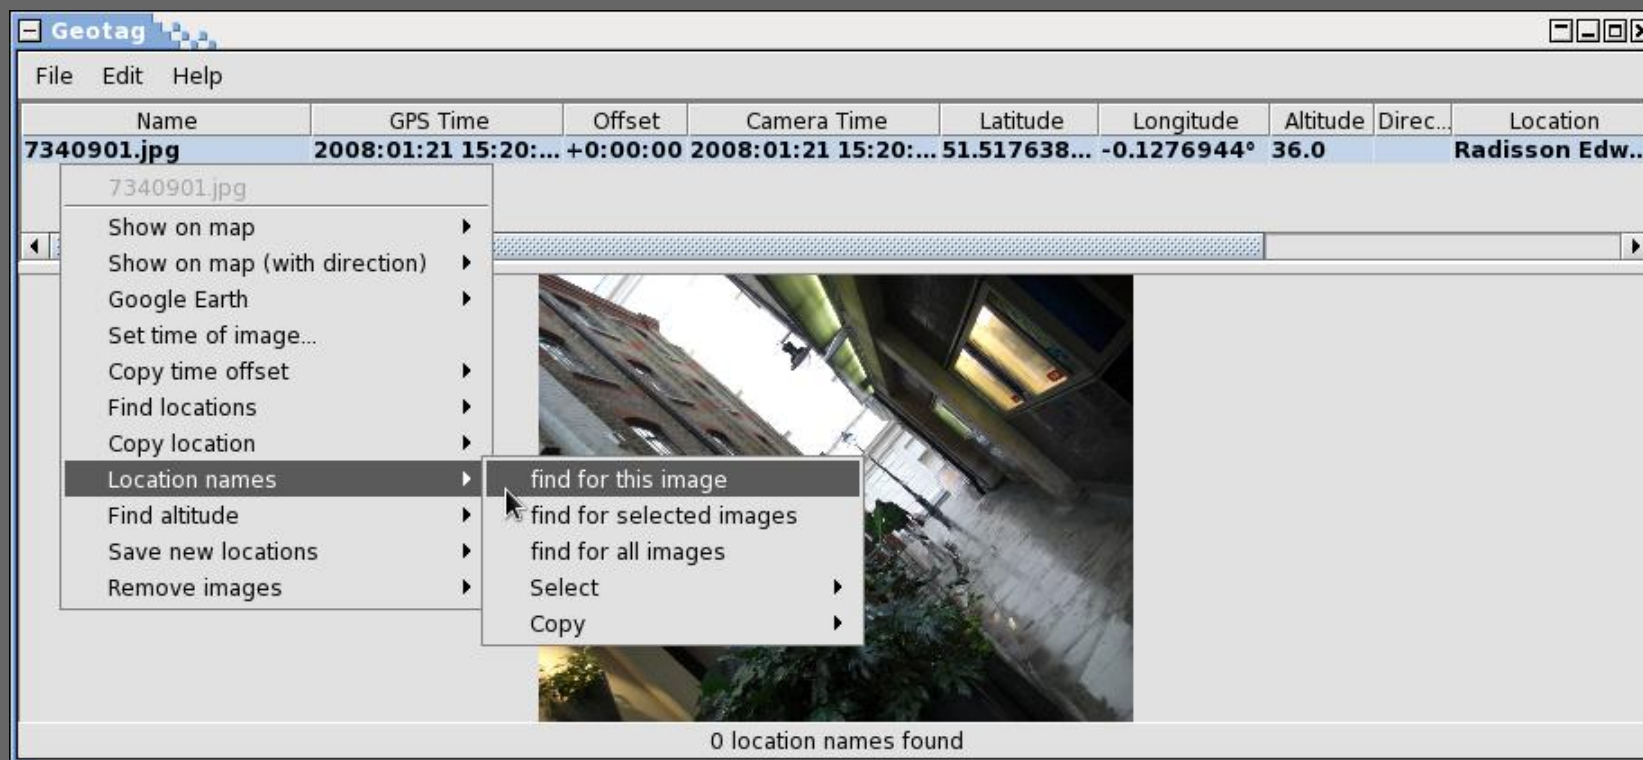 Geotag
File Edit Help
Name GPS Time Offset Camera Time Latitude Longitude Altitude Direc... Location
7340901.jpg 2008:01:21 15:20:... +0:00:00 2008:01:21 15:20:... 51.517638... -0.1276944° 36.0 Radisson Edw...
7340901.jpg
Show on map
Show on map (with direction)
Google Earth
Set time of image...
Copy time offset
Find locations
Copy location
Location names
Find altitude
Save new locations
Remove images
find for this image
find for selected images
find for all images
Select
Copy
0 location names found